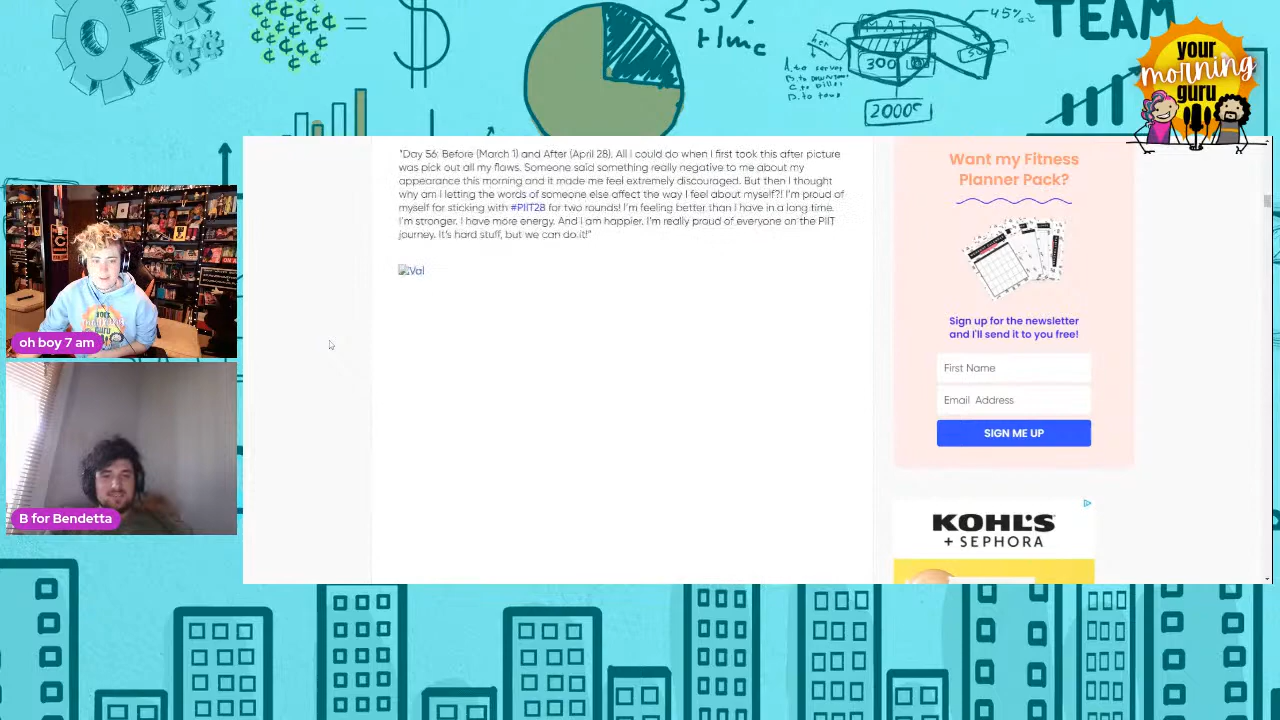 25%
time
45%
TEAM
MATH
300
A. to server
2000c
your
morning
guru
"Day 56: Before (March 1) and After (April 28). All I could do when I first took this after picture
was pick out all my flaws. Someone said something really negative to me about my
appearance this morning and it made me feel extremely discouraged. But then I thought
why am I letting the words of someone else affect the way I feel about myself?! I'm proud of
myself for sticking with #PIIT28 for two rounds! I'm feeling better than I have in a long time.
I'm stronger. I have more energy. And I am happier. I'm really proud of everyone on the PIIT
journey. It's hard stuff, but we can do it!"
Val
Want my Fitness
Planner Pack?
Sign up for the newsletter
and I'll send it to you free!
First Name
Email Address
SIGN ME UP
KOHL'S
+ SEPHORA
oh boy 7 am
B for Bendetta